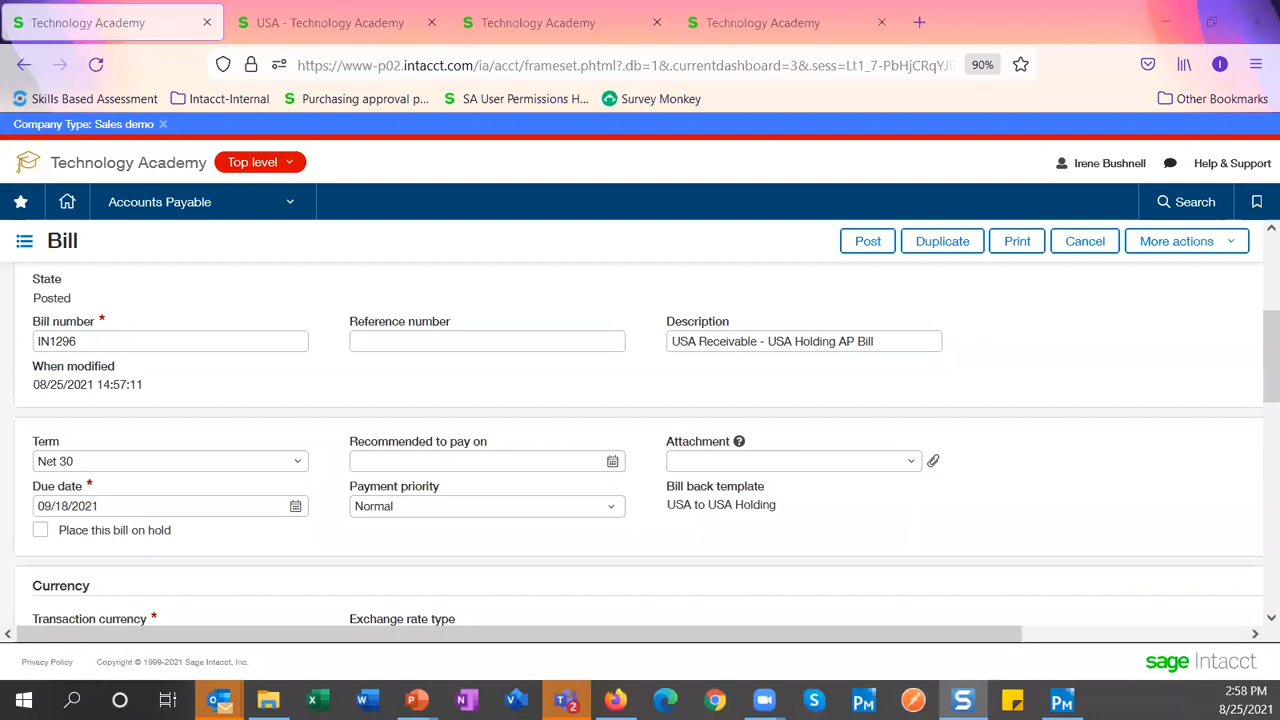 Technology Academy
USA - Technology Academy
Technology Academy
Technology Academy
https://www-p02.intacct.com/ia/acct/frameset.phtml?.db=1&.currentdashboard=3&.sess=Lt1_7-PbHjCRqYJl
90%
Skills Based Assessment
Intacct-Internal
Purchasing approval p...
SA User Permissions H...
Survey Monkey
Other Bookmarks
Company Type: Sales demo
Technology Academy
Top level
Irene Bushnell
Help & Support
Accounts Payable
Search
Bill
Post
Duplicate
Print
Cancel
More actions
State
Posted
Bill number *
Reference number
Description
IN1296
USA Receivable - USA Holding AP Bill
When modified
08/25/2021 14:57:11
Term
Recommended to pay on
Attachment
Net 30
Due date *
Payment priority
Bill back template
09/18/2021
Normal
USA to USA Holding
Place this bill on hold
Currency
Transaction currency *
Exchange rate type
Privacy Policy
Copyright © 1999-2021 Sage Intacct, Inc.
sage Intacct
2:58 PM
8/25/2021